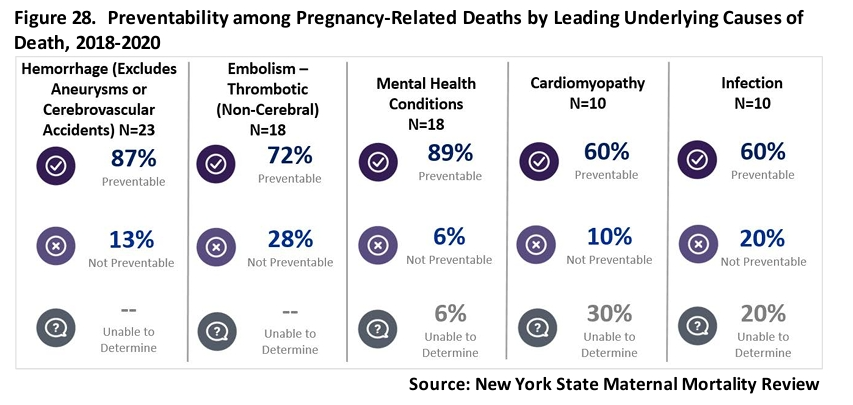 Figure 28. Preventability among Pregnancy-Related Deaths by Leading Underlying Causes of
Death, 2018-2020
Hemorrhage (Excludes
Aneurysms or
Cerebrovascular
Accidents) N=23
87%
Preventable
13%
Not Preventable
--
Unable to
Determine
Embolism –
Thrombotic
(Non-Cerebral)
N=18
72%
Preventable
28%
Not Preventable
--
Unable to
Determine
Mental Health
Conditions
N=18
89%
Preventable
6%
Not Preventable
6%
Unable to
Determine
Cardiomyopathy
N=10
60%
Preventable
10%
Not Preventable
30%
Unable to
Determine
Infection
N=10
60%
Preventable
20%
Not Preventable
20%
Unable to
Determine
Source: New York State Maternal Mortality Review